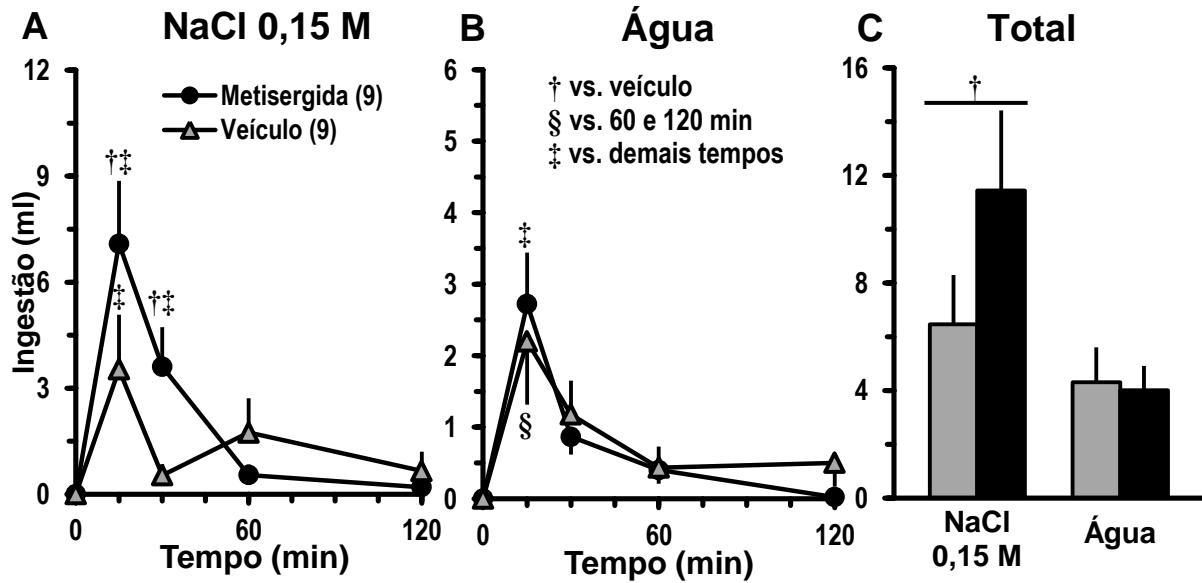 A NaCl 0,15 M
12
9
6
3
0
Ingestão (ml)
Metisergida (9)
Veículo (9)
†‡
‡
†‡
0 60 120
Tempo (min)
B Água
6
5
4
3
2
1
0
† vs. veículo
§ vs. 60 e 120 min
‡ vs. demais tempos
‡
§
0 60 120
Tempo (min)
C Total
16
12
8
4
0
†
NaCl
0,15 M
Água